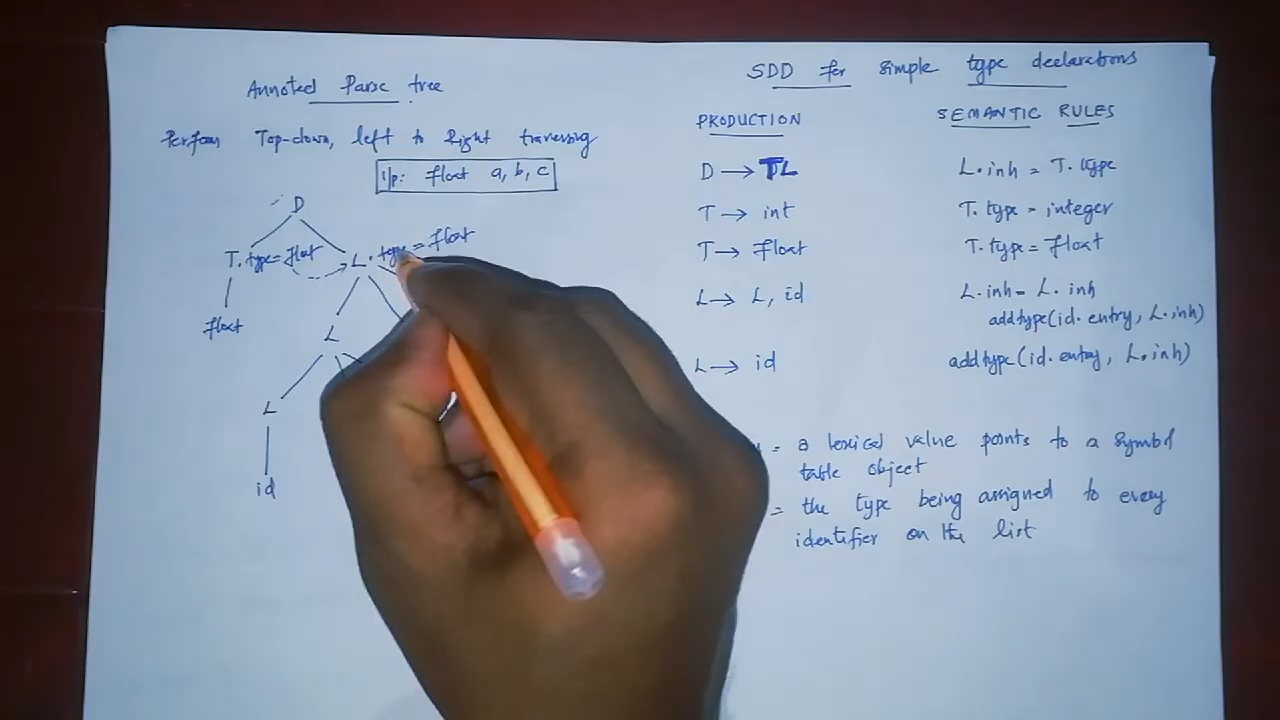 Annoted Parse tree
Perform Top-down, left to Right traversing
I/p: float a, b, c
D
T. type = float
L. type = float
float
L
L
id
SDD for simple type declarations
PRODUCTION SEMANTIC RULES
D → TL L.inh = T.type
T → int T.type = integer
T → float T.type = float
L → L, id L.inh = L.inh
addtype(id.entry, L.inh)
L → id addtype(id.entry, L.inh)
= a lexical value points to a symbol
table object
= the type being assigned to every
identifier on the list